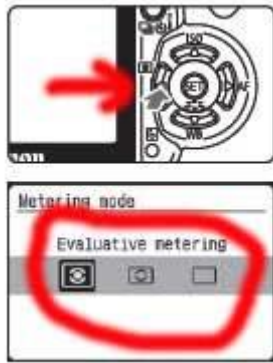 ISO
AF
SET
WB
Metering mode
Evaluative metering